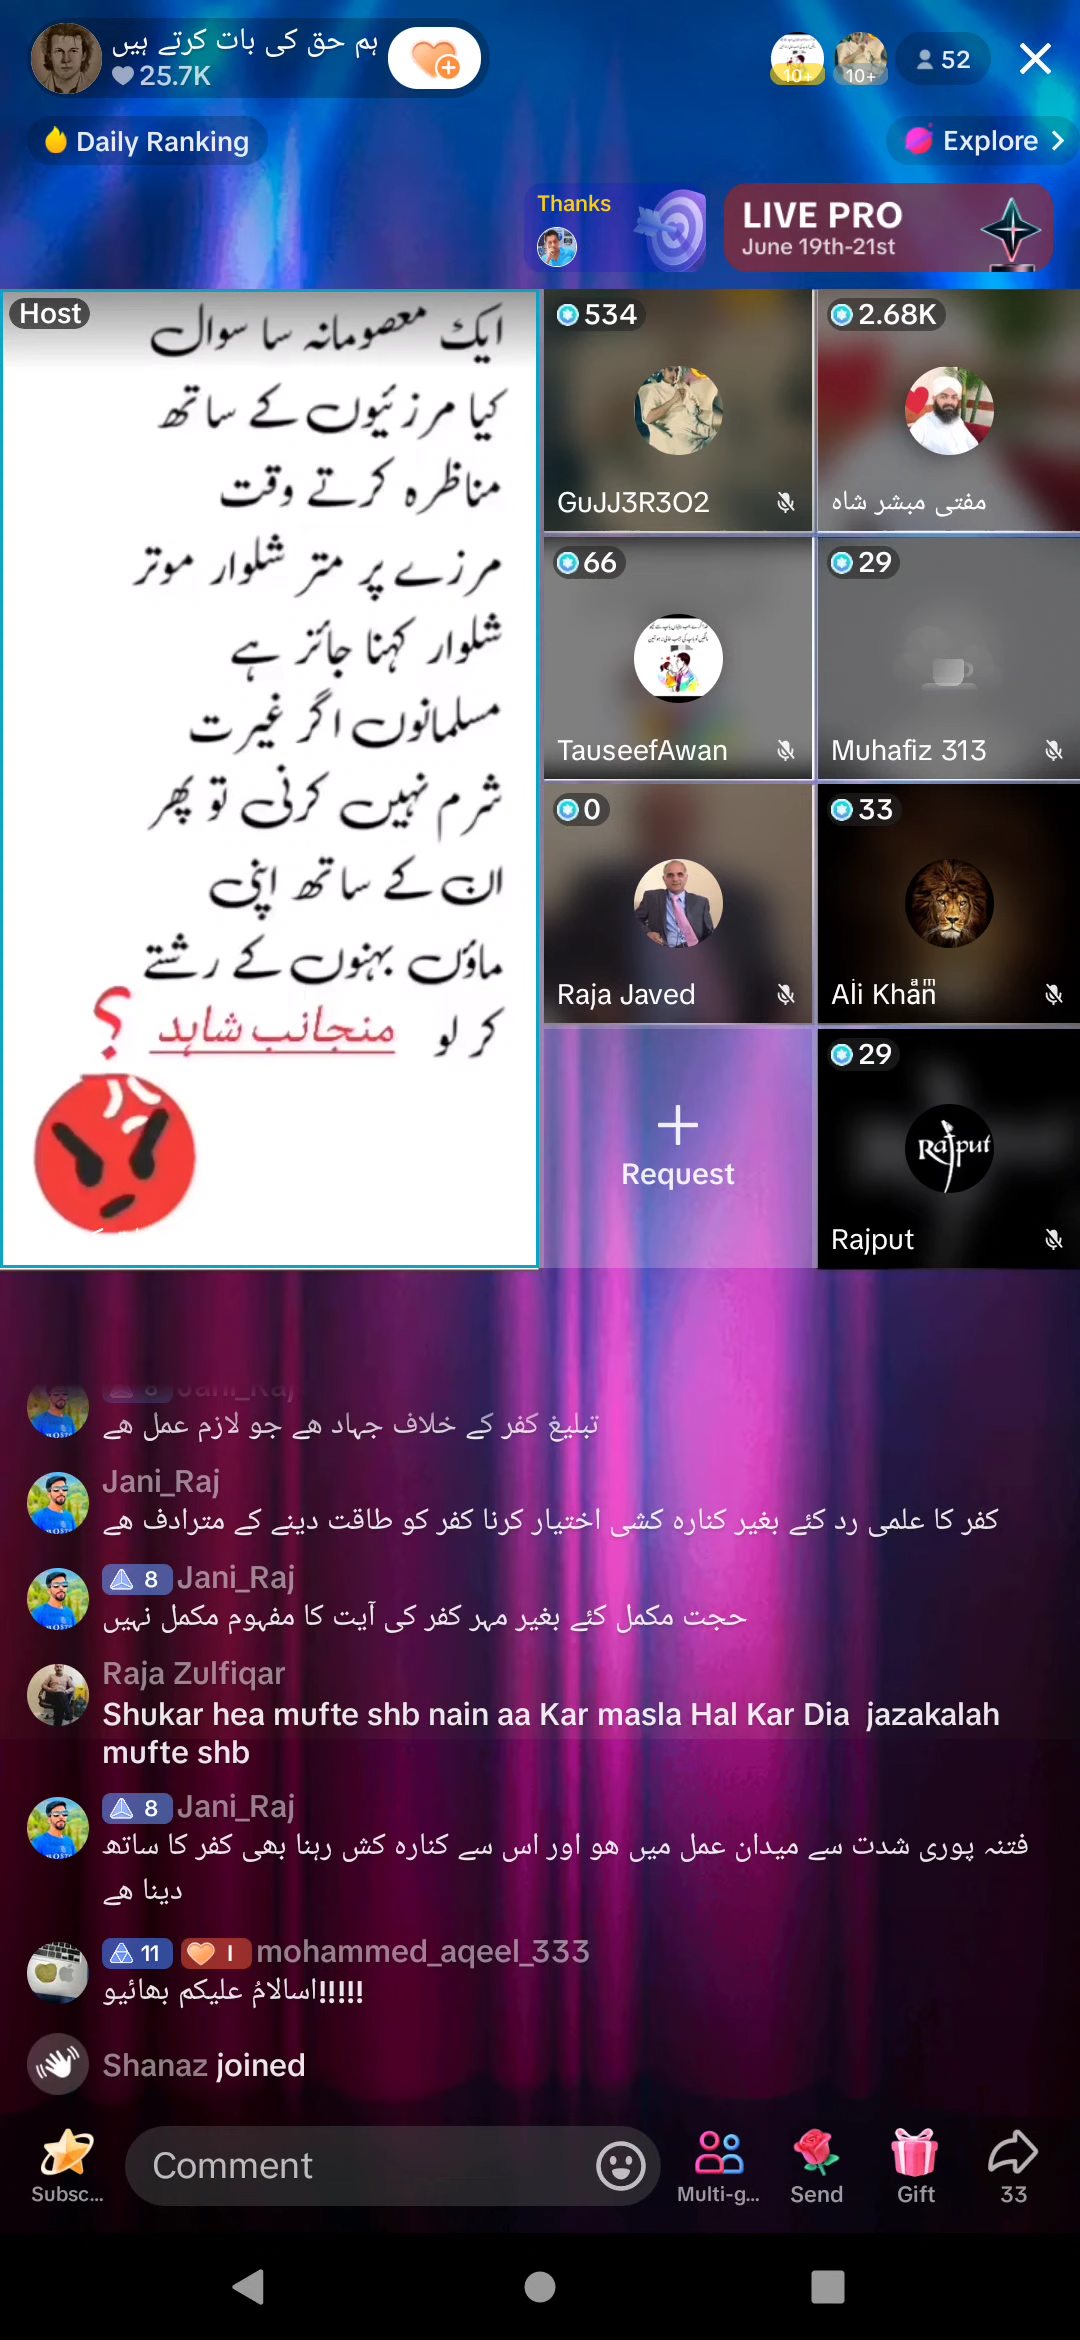 ہم حق کی بات کرتے ہیں
25.7K
10+
10+
52
Daily Ranking
Explore
Thanks
LIVE PRO
June 19th-21st
Host
ایک معصومانہ سا سوال
کیا مرزئیوں کے ساتھ
مناظرہ کرتے وقت
مرزے پر متر شلوار موتر
شلوار کہنا جائز ہے
مسلمانوں اگر غیرت
شرم نہیں کرنی تو پھر
ان کے ساتھ اپنی
ماؤں بہنوں کے رشتے
کر لو منجانب شاہد ؟
534
GuJJ3R3O2
2.68K
مفتی مبشر شاہ
66
TauseefAwan
29
Muhafiz 313
0
Raja Javed
33
Ali Khan
Request
29
Rajput
Rajput
8 Jani_Raj
تبلیغ کفر کے خلاف جہاد ھے جو لازم عمل ھے
Jani_Raj
کفر کا علمی رد کئے بغیر کنارہ کشی اختیار کرنا کفر کو طاقت دینے کے مترادف ھے
8 Jani_Raj
حجت مکمل کئے بغیر مہر کفر کی آیت کا مفہوم مکمل نہیں
Raja Zulfiqar
Shukar hea mufte shb nain aa Kar masla Hal Kar Dia jazakalah
mufte shb
8 Jani_Raj
فتنہ پوری شدت سے میدان عمل میں ھو اور اس سے کنارہ کش رہنا بھی کفر کا ساتھ
دینا ھے
11 I mohammed_aqeel_333
اسالامُ علیکم بھائیو!!!!!
Shanaz joined
Comment
Subsc...
Multi-g...
Send
Gift
33